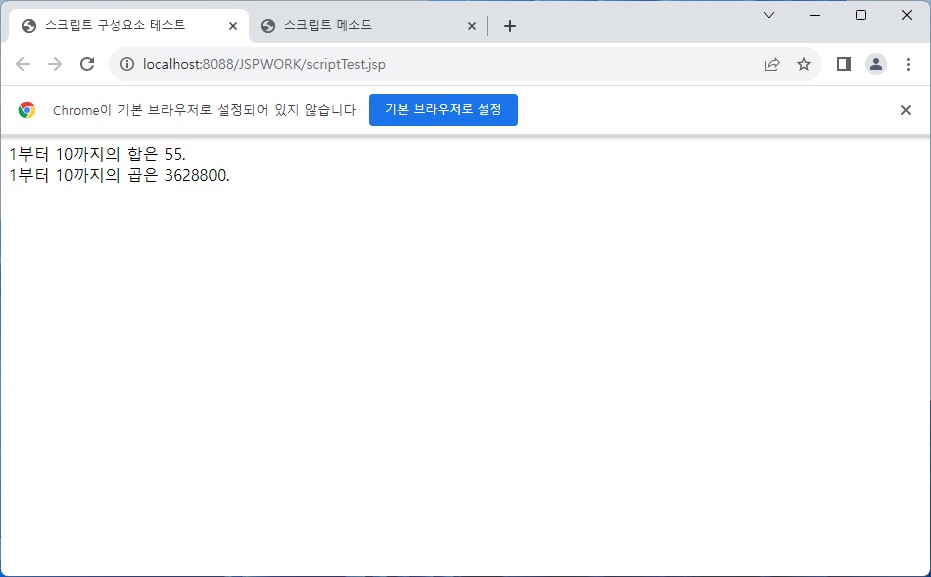 스크립트 구성요소 테스트
스크립트 메소드
localhost:8088/JSPWORK/scriptTest.jsp
Chrome이 기본 브라우저로 설정되어 있지 않습니다
기본 브라우저로 설정
1부터 10까지의 합은 55.
1부터 10까지의 곱은 3628800.